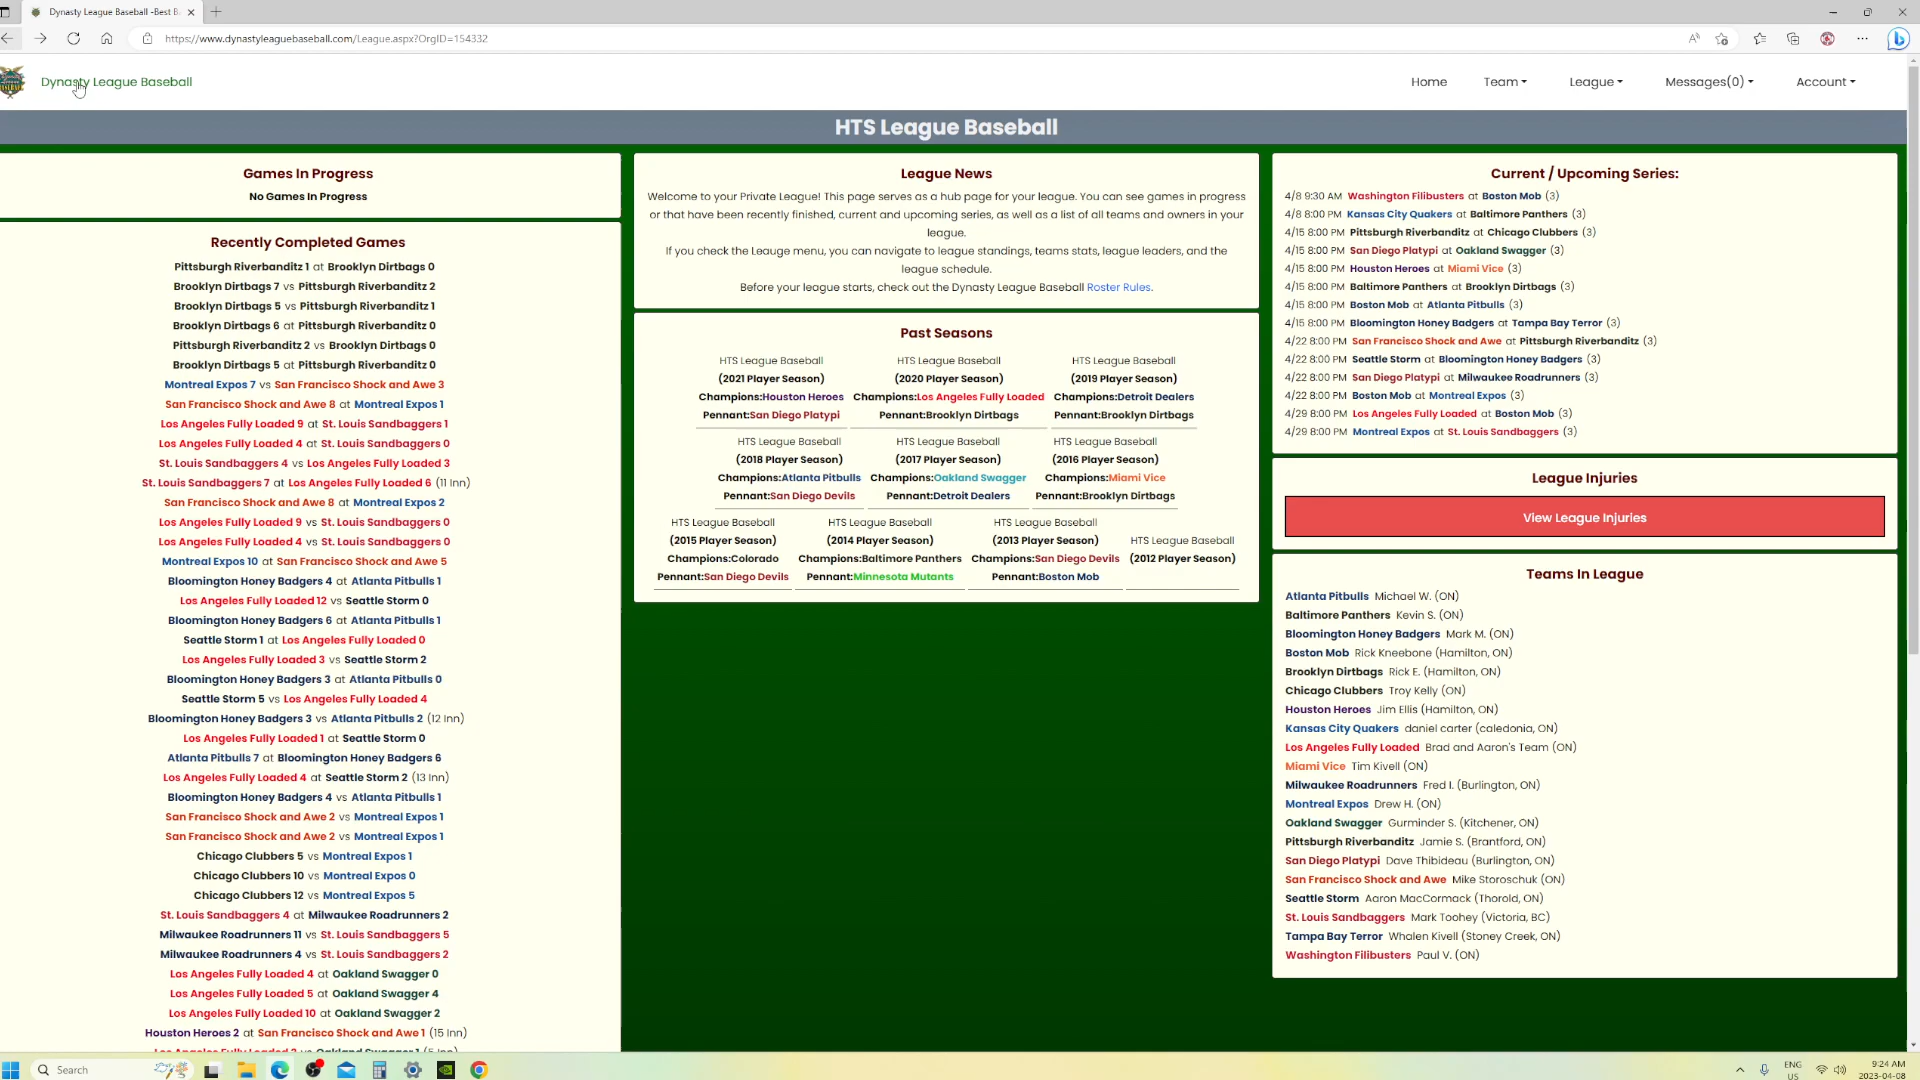 Dynasty League Baseball -Best B
https://www.dynastyleaguebaseball.com/League.aspx?OrgID=154332
Dynasty League Baseball
Home
Team
League
Messages(0)
Account
HTS League Baseball
Games In Progress
No Games In Progress
Recently Completed Games
Pittsburgh Riverbanditz 1 at Brooklyn Dirtbags 0
Brooklyn Dirtbags 7 vs Pittsburgh Riverbanditz 2
Brooklyn Dirtbags 5 vs Pittsburgh Riverbanditz 1
Brooklyn Dirtbags 6 at Pittsburgh Riverbanditz 0
Pittsburgh Riverbanditz 2 vs Brooklyn Dirtbags 0
Brooklyn Dirtbags 5 at Pittsburgh Riverbanditz 0
Montreal Expos 7 vs San Francisco Shock and Awe 3
San Francisco Shock and Awe 8 at Montreal Expos 1
Los Angeles Fully Loaded 9 at St. Louis Sandbaggers 1
Los Angeles Fully Loaded 4 at St. Louis Sandbaggers 0
St. Louis Sandbaggers 4 vs Los Angeles Fully Loaded 3
St. Louis Sandbaggers 7 at Los Angeles Fully Loaded 6 (11 Inn)
San Francisco Shock and Awe 8 at Montreal Expos 2
Los Angeles Fully Loaded 9 vs St. Louis Sandbaggers 0
Los Angeles Fully Loaded 4 vs St. Louis Sandbaggers 0
Montreal Expos 10 at San Francisco Shock and Awe 5
Bloomington Honey Badgers 4 at Atlanta Pitbulls 1
Los Angeles Fully Loaded 12 vs Seattle Storm 0
Bloomington Honey Badgers 6 at Atlanta Pitbulls 1
Seattle Storm 1 at Los Angeles Fully Loaded 0
Los Angeles Fully Loaded 3 vs Seattle Storm 2
Bloomington Honey Badgers 3 at Atlanta Pitbulls 0
Seattle Storm 5 vs Los Angeles Fully Loaded 4
Bloomington Honey Badgers 3 vs Atlanta Pitbulls 2 (12 Inn)
Los Angeles Fully Loaded 1 at Seattle Storm 0
Atlanta Pitbulls 7 at Bloomington Honey Badgers 6
Los Angeles Fully Loaded 4 at Seattle Storm 2 (13 Inn)
Bloomington Honey Badgers 4 vs Atlanta Pitbulls 1
San Francisco Shock and Awe 2 vs Montreal Expos 1
San Francisco Shock and Awe 2 vs Montreal Expos 1
Chicago Clubbers 5 vs Montreal Expos 1
Chicago Clubbers 10 vs Montreal Expos 0
Chicago Clubbers 12 vs Montreal Expos 5
St. Louis Sandbaggers 4 at Milwaukee Roadrunners 2
Milwaukee Roadrunners 11 vs St. Louis Sandbaggers 5
Milwaukee Roadrunners 4 vs St. Louis Sandbaggers 2
Los Angeles Fully Loaded 4 at Oakland Swagger 0
Los Angeles Fully Loaded 5 at Oakland Swagger 4
Los Angeles Fully Loaded 10 at Oakland Swagger 2
Houston Heroes 2 at San Francisco Shock and Awe 1 (15 Inn)
League News
Welcome to your Private League! This page serves as a hub page for your league. You can see games in progress
or that have been recently finished, current and upcoming series, as well as a list of all teams and owners in your
league.
If you check the Leauge menu, you can navigate to league standings, teams stats, league leaders, and the
league schedule.
Before your league starts, check out the Dynasty League Baseball Roster Rules.
Past Seasons
HTS League Baseball
(2021 Player Season)
Champions:Houston Heroes
Pennant:San Diego Platypi
HTS League Baseball
(2020 Player Season)
Champions:Los Angeles Fully Loaded
Pennant:Brooklyn Dirtbags
HTS League Baseball
(2019 Player Season)
Champions:Detroit Dealers
Pennant:Brooklyn Dirtbags
HTS League Baseball
(2018 Player Season)
Champions:Atlanta Pitbulls
Pennant:San Diego Devils
HTS League Baseball
(2017 Player Season)
Champions:Oakland Swagger
Pennant:Detroit Dealers
HTS League Baseball
(2016 Player Season)
Champions:Miami Vice
Pennant:Brooklyn Dirtbags
HTS League Baseball
(2015 Player Season)
Champions:Colorado
Pennant:San Diego Devils
HTS League Baseball
(2014 Player Season)
Champions:Baltimore Panthers
Pennant:Minnesota Mutants
HTS League Baseball
(2013 Player Season)
Champions:San Diego Devils
Pennant:Boston Mob
HTS League Baseball
(2012 Player Season)
Current / Upcoming Series:
4/8 9:30 AM Washington Filibusters at Boston Mob (3)
4/8 8:00 PM Kansas City Quakers at Baltimore Panthers (3)
4/15 8:00 PM Pittsburgh Riverbanditz at Chicago Clubbers (3)
4/15 8:00 PM San Diego Platypi at Oakland Swagger (3)
4/15 8:00 PM Houston Heroes at Miami Vice (3)
4/15 8:00 PM Baltimore Panthers at Brooklyn Dirtbags (3)
4/15 8:00 PM Boston Mob at Atlanta Pitbulls (3)
4/15 8:00 PM Bloomington Honey Badgers at Tampa Bay Terror (3)
4/22 8:00 PM San Francisco Shock and Awe at Pittsburgh Riverbanditz (3)
4/22 8:00 PM Seattle Storm at Bloomington Honey Badgers (3)
4/22 8:00 PM San Diego Platypi at Milwaukee Roadrunners (3)
4/22 8:00 PM Boston Mob at Montreal Expos (3)
4/29 8:00 PM Los Angeles Fully Loaded at Boston Mob (3)
4/29 8:00 PM Montreal Expos at St. Louis Sandbaggers (3)
League Injuries
View League Injuries
Teams In League
Atlanta Pitbulls Michael W. (ON)
Baltimore Panthers Kevin S. (ON)
Bloomington Honey Badgers Mark M. (ON)
Boston Mob Rick Kneebone (Hamilton, ON)
Brooklyn Dirtbags Rick E. (Hamilton, ON)
Chicago Clubbers Troy Kelly (ON)
Houston Heroes Jim Ellis (Hamilton, ON)
Kansas City Quakers daniel carter (caledonia, ON)
Los Angeles Fully Loaded Brad and Aaron's Team (ON)
Miami Vice Tim Kivell (ON)
Milwaukee Roadrunners Fred I. (Burlington, ON)
Montreal Expos Drew H. (ON)
Oakland Swagger Gurminder S. (Kitchener, ON)
Pittsburgh Riverbanditz Jamie S. (Brantford, ON)
San Diego Platypi Dave Thibideau (Burlington, ON)
San Francisco Shock and Awe Mike Storoschuk (ON)
Seattle Storm Aaron MacCormack (Thorold, ON)
St. Louis Sandbaggers Mark Toohey (Victoria, BC)
Tampa Bay Terror Whalen Kivell (Stoney Creek, ON)
Washington Filibusters Paul V. (ON)
Search
ENG
US
9:24 AM
2023-04-08